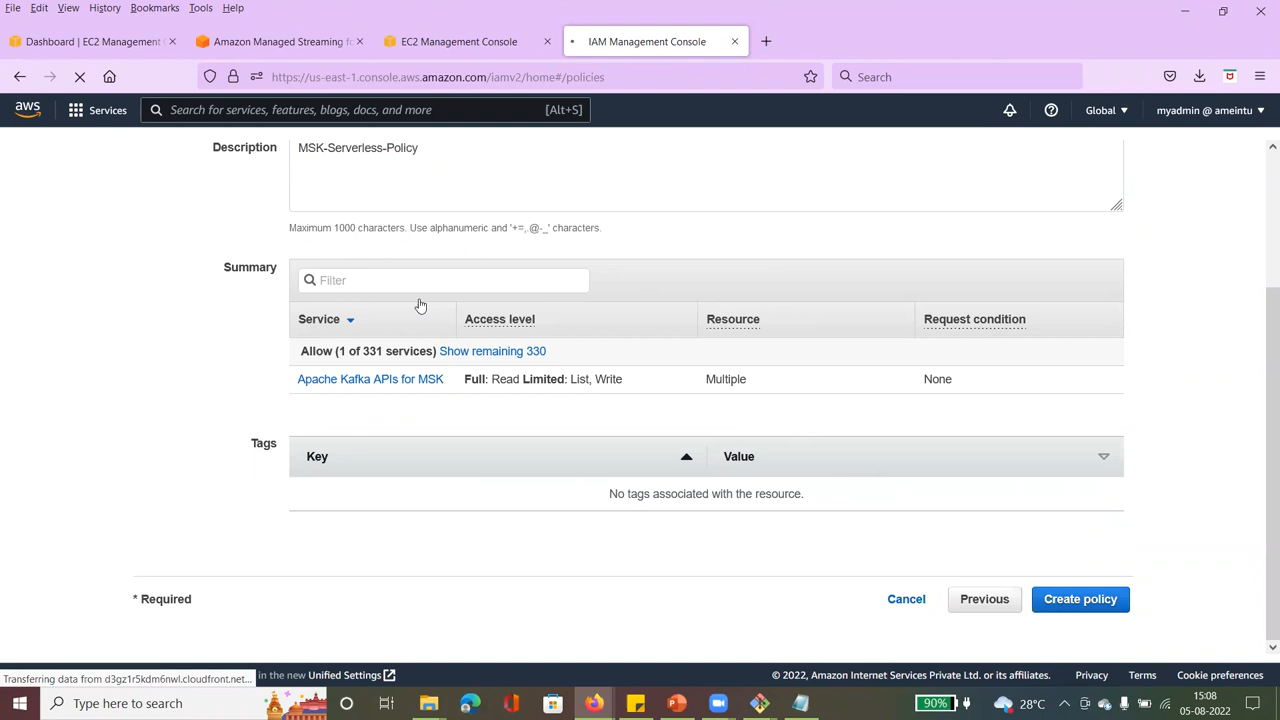 File Edit View History Bookmarks Tools Help
Dashboard | EC2 Management C
Amazon Managed Streaming fo
EC2 Management Console
IAM Management Console
https://us-east-1.console.aws.amazon.com/iamv2/home#/policies
Search
aws
Services
Search for services, features, blogs, docs, and more
[Alt+S]
Global
myadmin @ ameintu
Description
MSK-Serverless-Policy
Maximum 1000 characters. Use alphanumeric and '+=,.@-_' characters.
Summary
Filter
Service Access level Resource Request condition
Allow (1 of 331 services) Show remaining 330
Apache Kafka APIs for MSK Full: Read Limited: List, Write Multiple None
Tags
Key Value
No tags associated with the resource.
* Required
Cancel Previous Create policy
Transferring data from d3gz1r5kdm6nwl.cloudfront.net...
in the new Unified Settings
© 2022, Amazon Internet Services Private Ltd. or its affiliates. Privacy Terms Cookie preferences
Type here to search
90%
28°C
15:08
05-08-2022